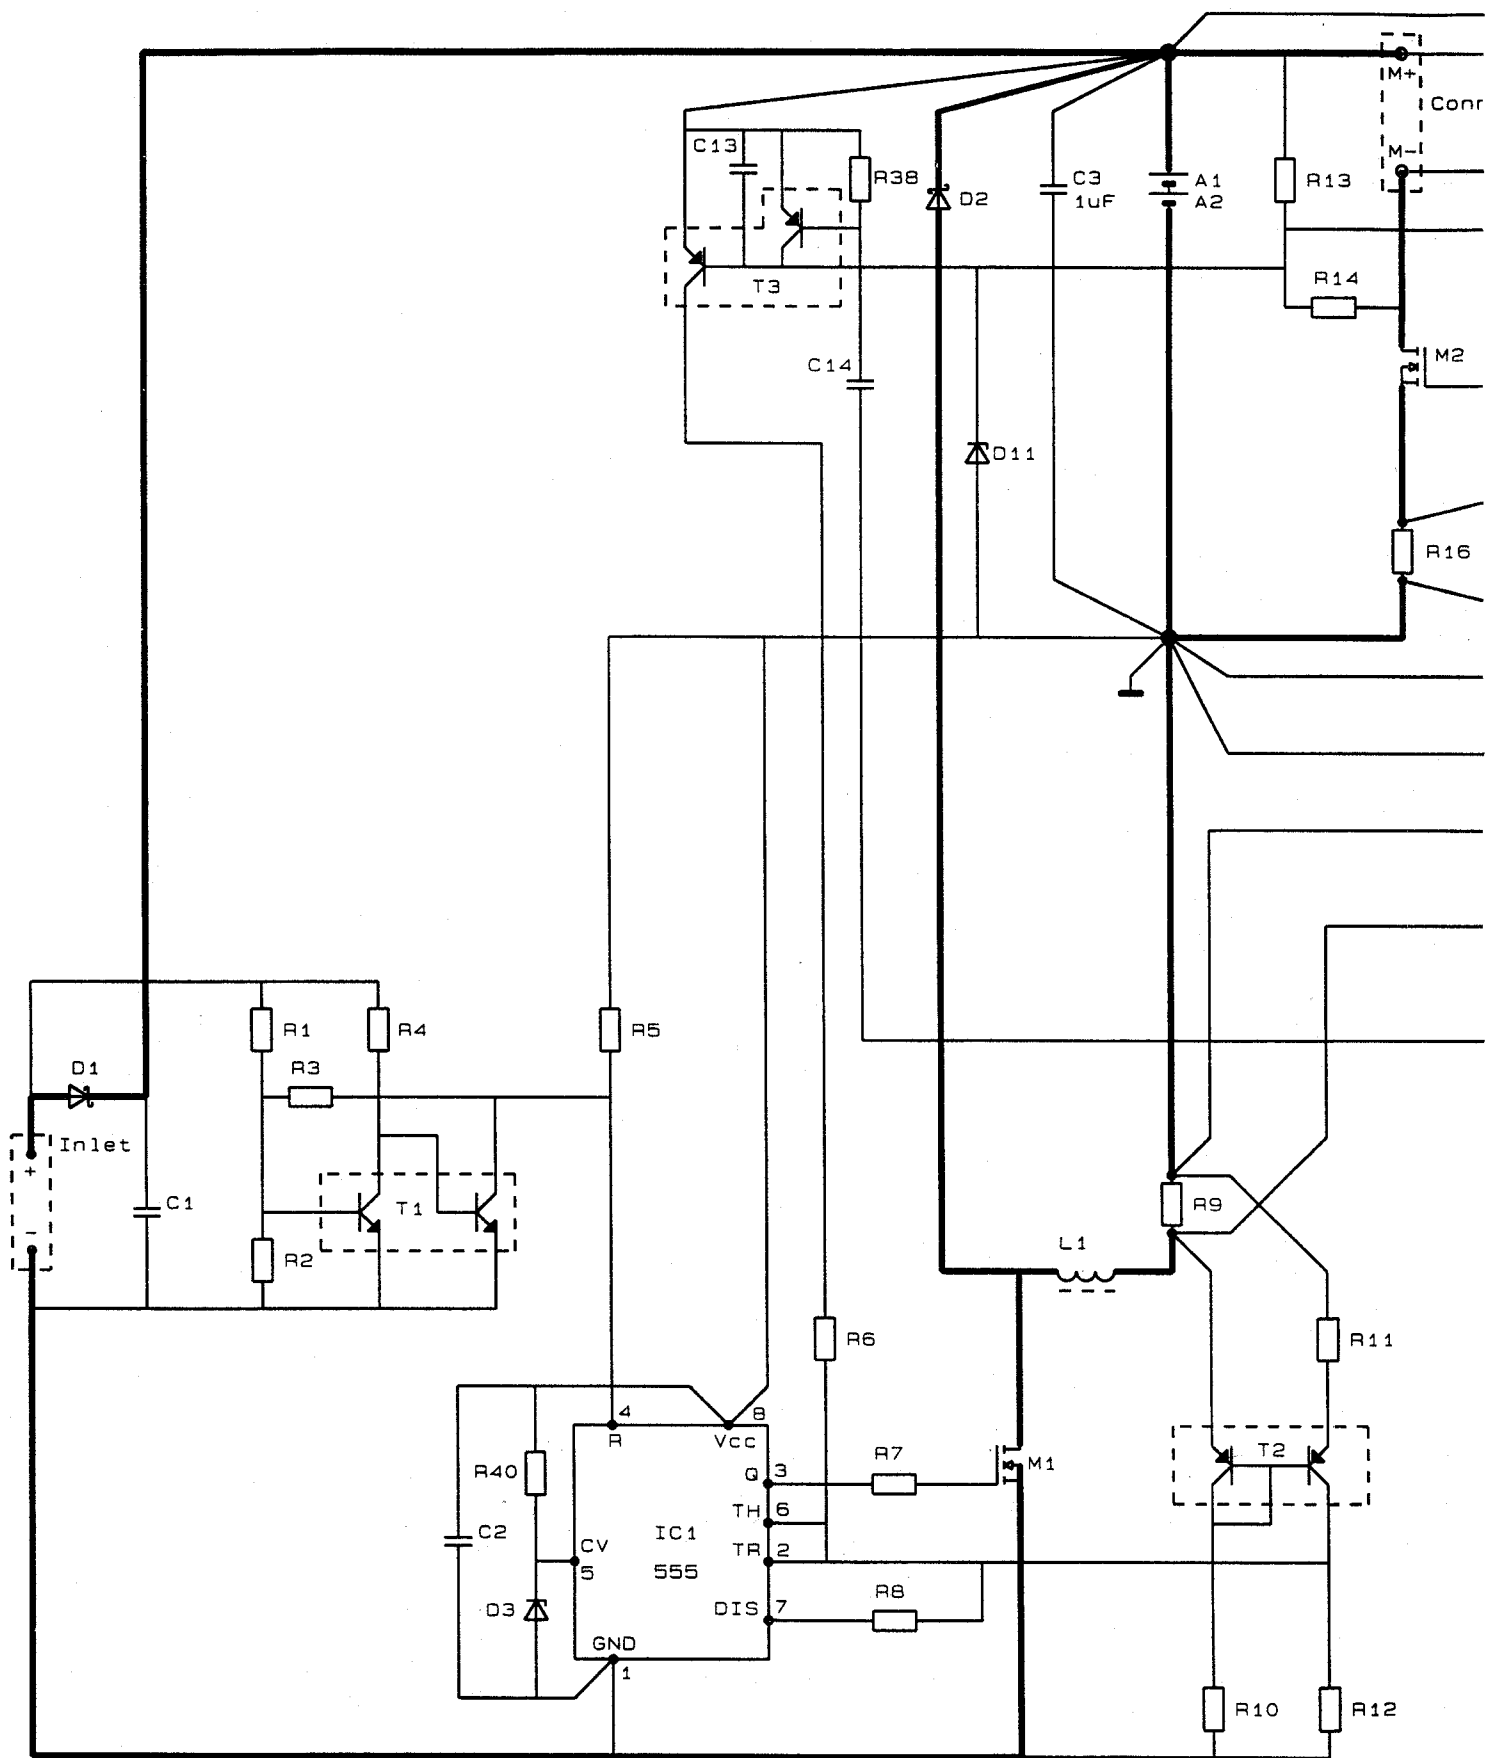 M+
Conr
M-
C13
R38
D2
C3
1uF
A1
A2
R13
T3
R14
C14
M2
D11
R16
R1
R4
R5
D1
R3
Inlet
+
-
C1
T1
R9
R2
L1
R6
R11
4
8
R
Vcc
R40
Q
3
R7
M1
T2
TH
6
C2
IC1
CV
TR
2
5
555
D3
DIS
7
R8
GND
1
R10
R12